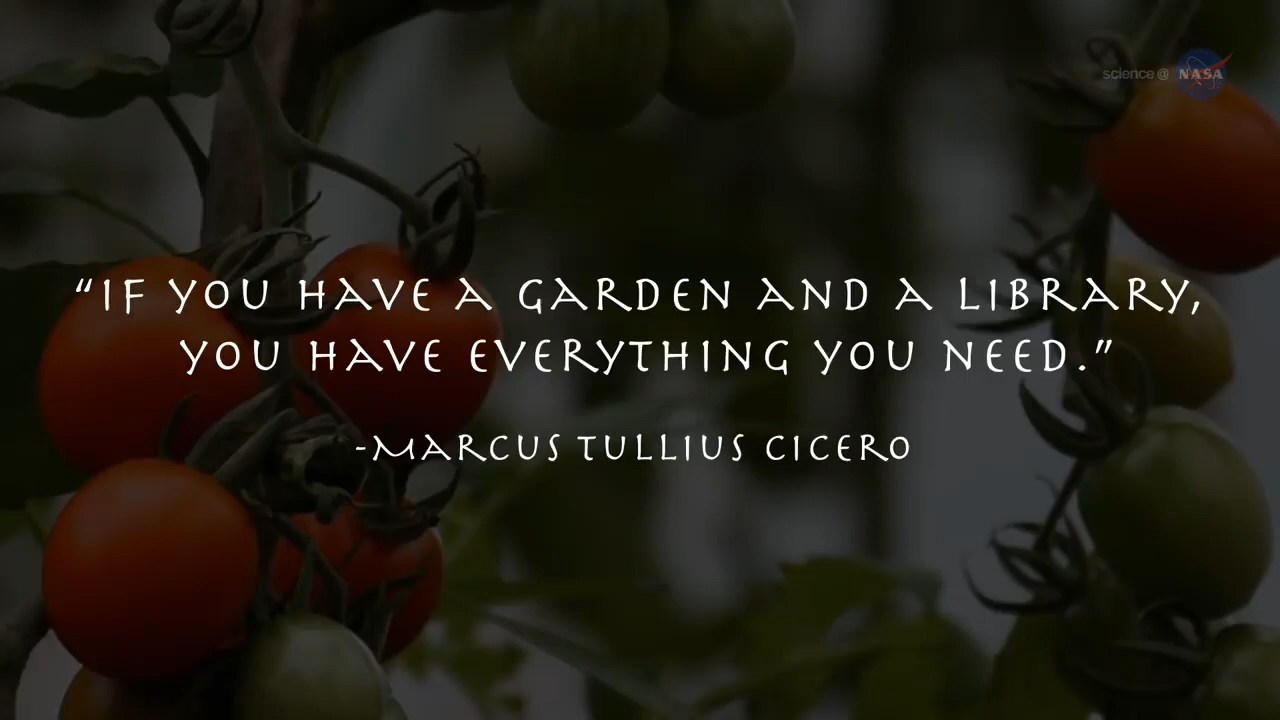 science@ NASA
“IF YOU HAVE A GARDEN AND A LIBRARY,
YOU HAVE EVERYTHING YOU NEED.”
-MARCUS TULLIUS CICERO